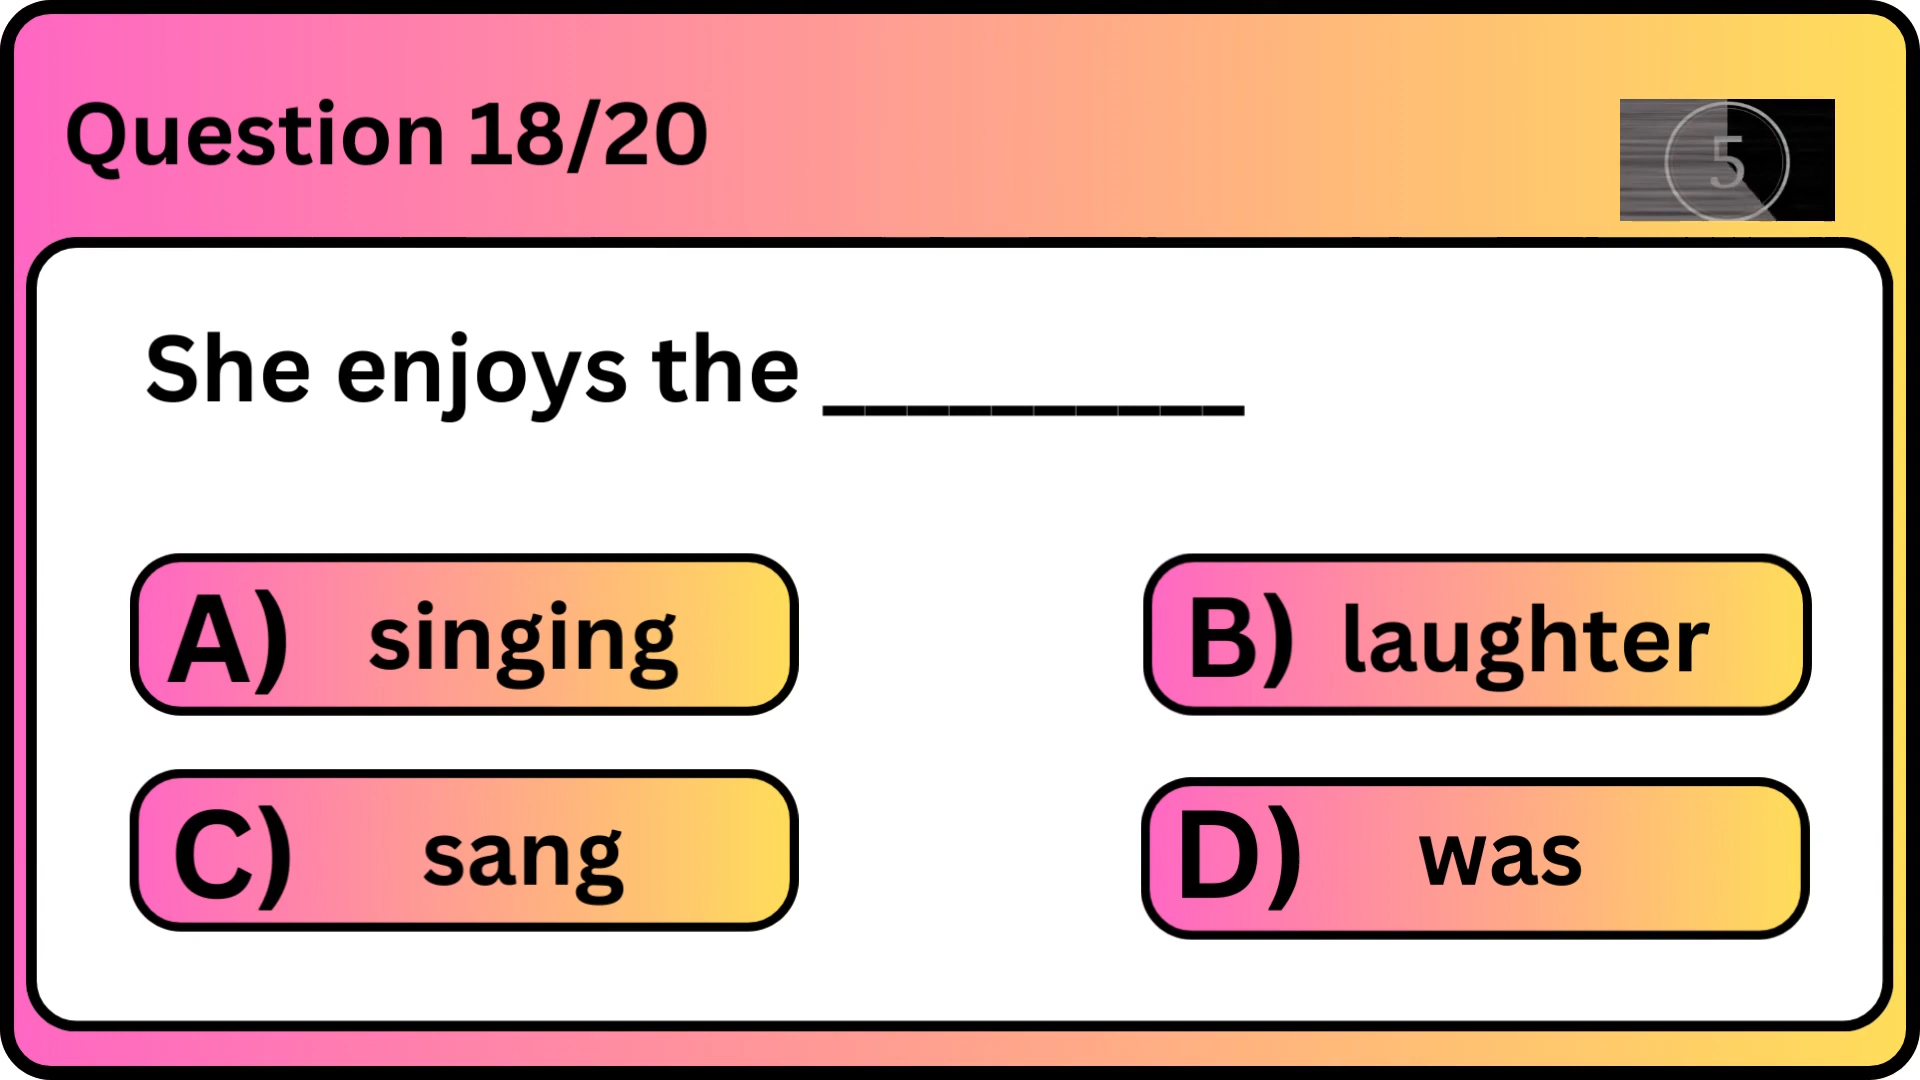 Question 18/20
5
She enjoys the __________
A) singing
B) laughter
C) sang
D) was